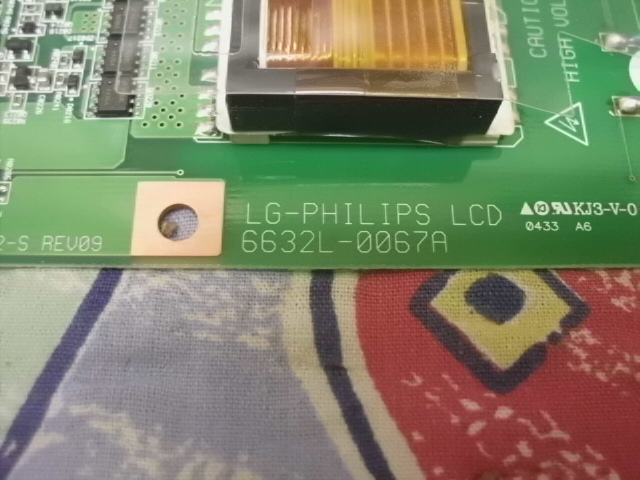 CAUTIO
HIGH VOL
LG-PHILIPS LCD
6632L-0067A
2-S REV09
KJ3-V-0
0433 A6